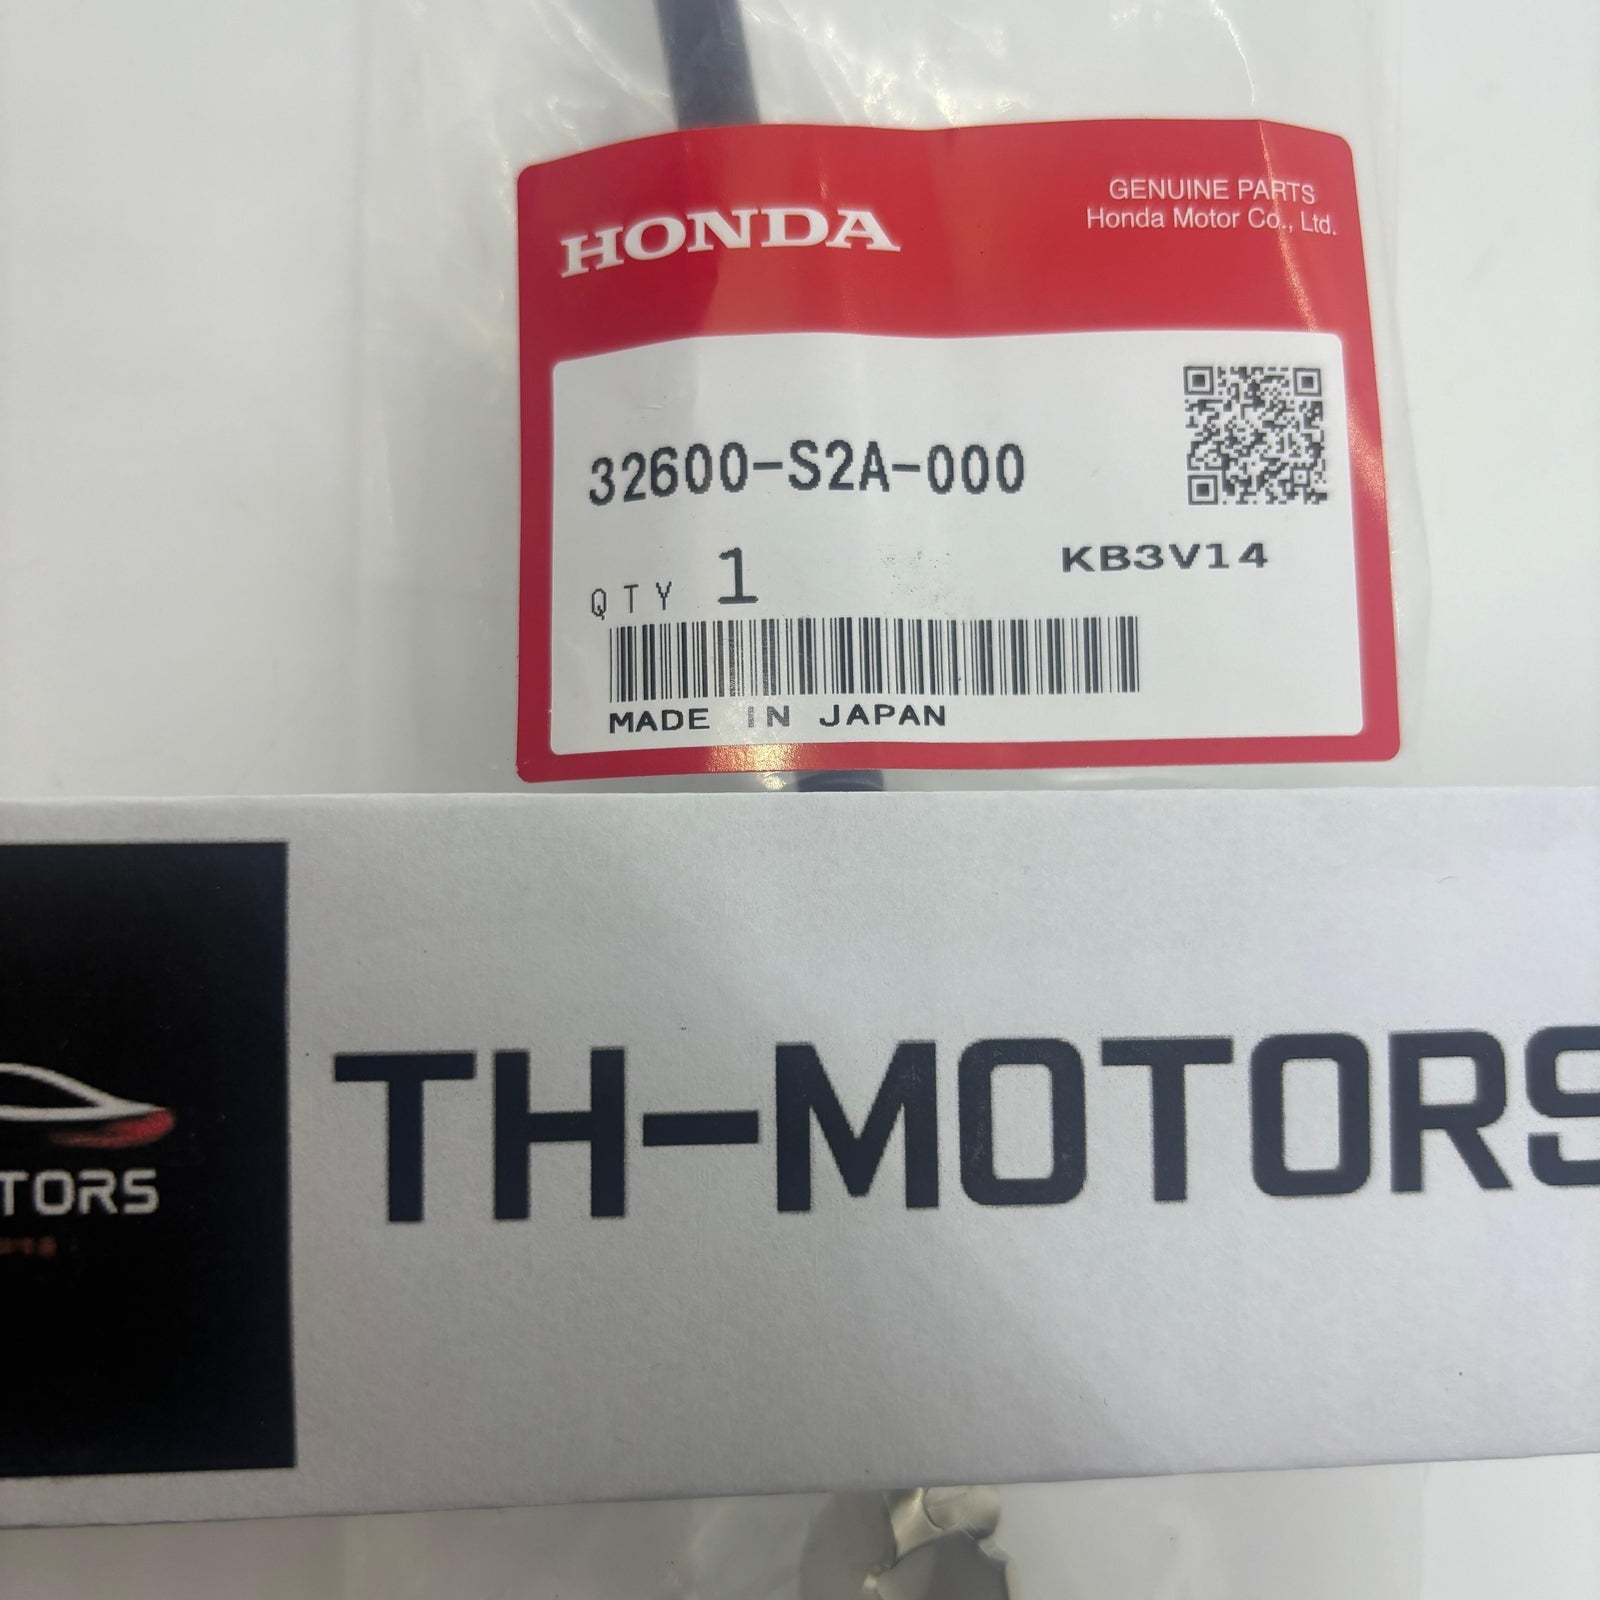 GENUINE PARTS
HONDA
Honda Motor Co., Ltd.
32600-S2A-000
KB3V14
QTY 1
MADE IN JAPAN
TH-MOTORS
TORS